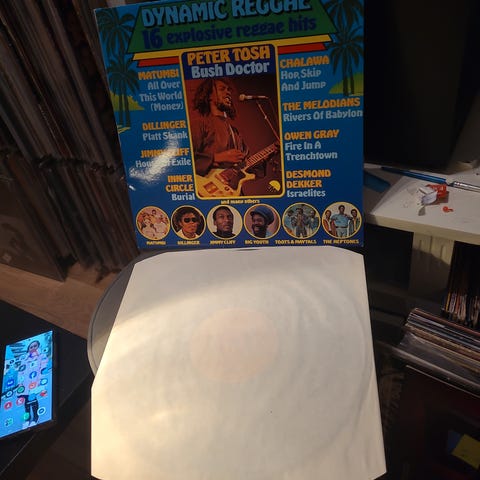 DYNAMIC REGGAE
16 explosive reggae hits
PETER TOSH
Bush Doctor
MATUMBI
All Over
This World
(Money)
DILLINGER
Platt Skank
JIMMY CLIFF
House of Exile
INNER
CIRCLE
Burial
CHALAWA
Hop, Skip
And Jump
THE MELODIANS
Rivers Of Babylon
OWEN GRAY
Fire In A
Trenchtown
DESMOND
DEKKER
Israelites
and many others
MATUMBI
DILLINGER
JIMMY CLIFF
BIG YOUTH
TOOTS & MAYTALS
THE HEPTONES